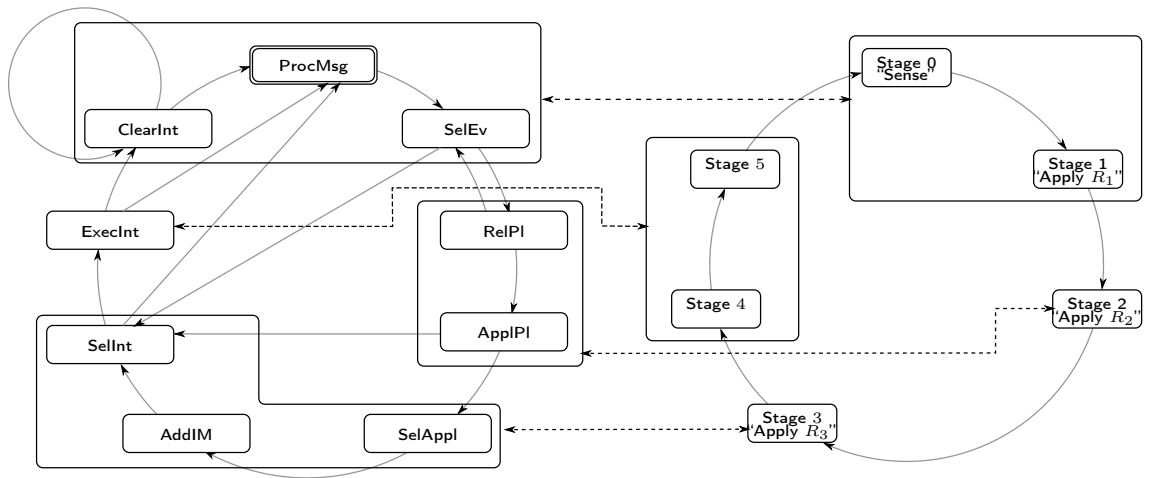 ProcMsg
ClearInt
SelEv
ExecInt
RelPl
SelInt
ApplPl
AddIM
SelAppl
Stage 0
"Sense"
Stage 5
Stage 1
"Apply R₁"
Stage 4
Stage 2
"Apply R₂"
Stage 3
"Apply R₃"